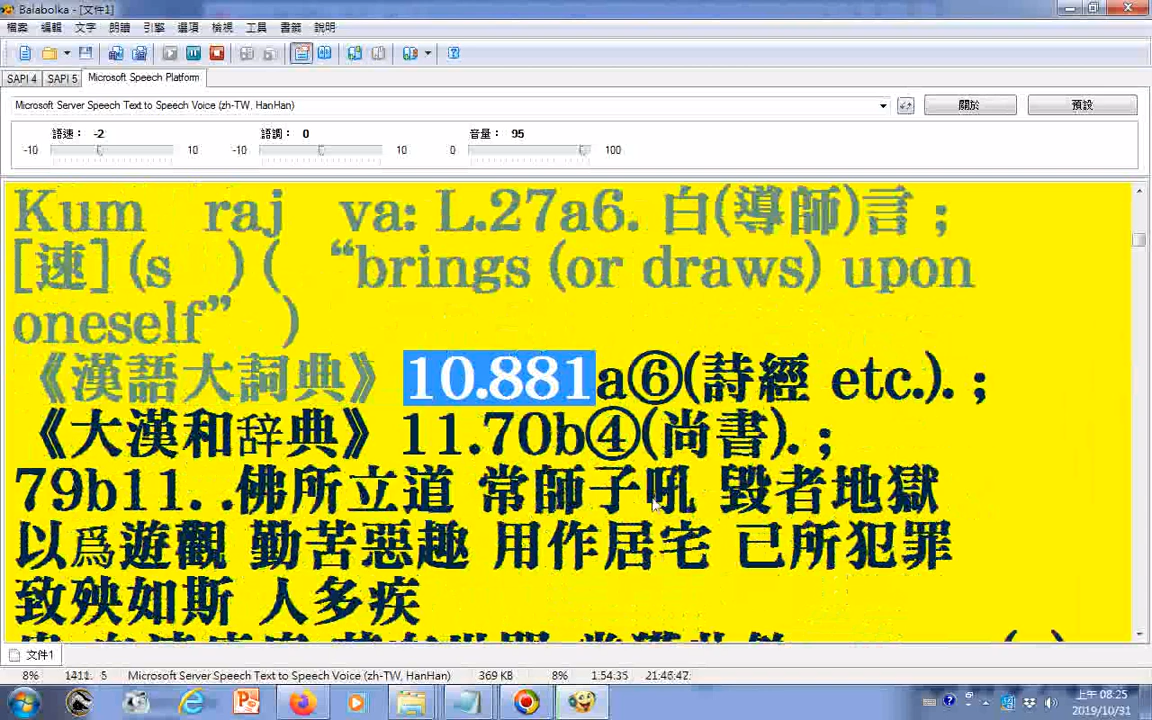 Balabolka - [文件1]
檔案 編輯 文字 朗讀 引擎 選項 檢視 工具 書籤 說明
SAPI 4 SAPI 5 Microsoft Speech Platform
Microsoft Server Speech Text to Speech Voice (zh-TW, HanHan) 關於 預設
語速： -2 語調： 0 音量： 95
-10 10 -10 10 0 100
Kum raj va: L.27a6. 白(導師)言；
[速] (s ) ( “brings (or draws) upon
oneself” )
《漢語大詞典》 10.881a⑥(詩經 etc.).；
《大漢和辞典》 11.70b④(尚書).；
79b11. .佛所立道 常師子吼 毀者地獄
以爲遊觀 勤苦惡趣 用作居宅 已所犯罪
致殃如斯 人多疾
文件1
8% 1411: 5 Microsoft Server Speech Text to Speech Voice (zh-TW, HanHan) 369 KB 8% 1:54:35 21:46:47
上午 08:25
2019/10/31